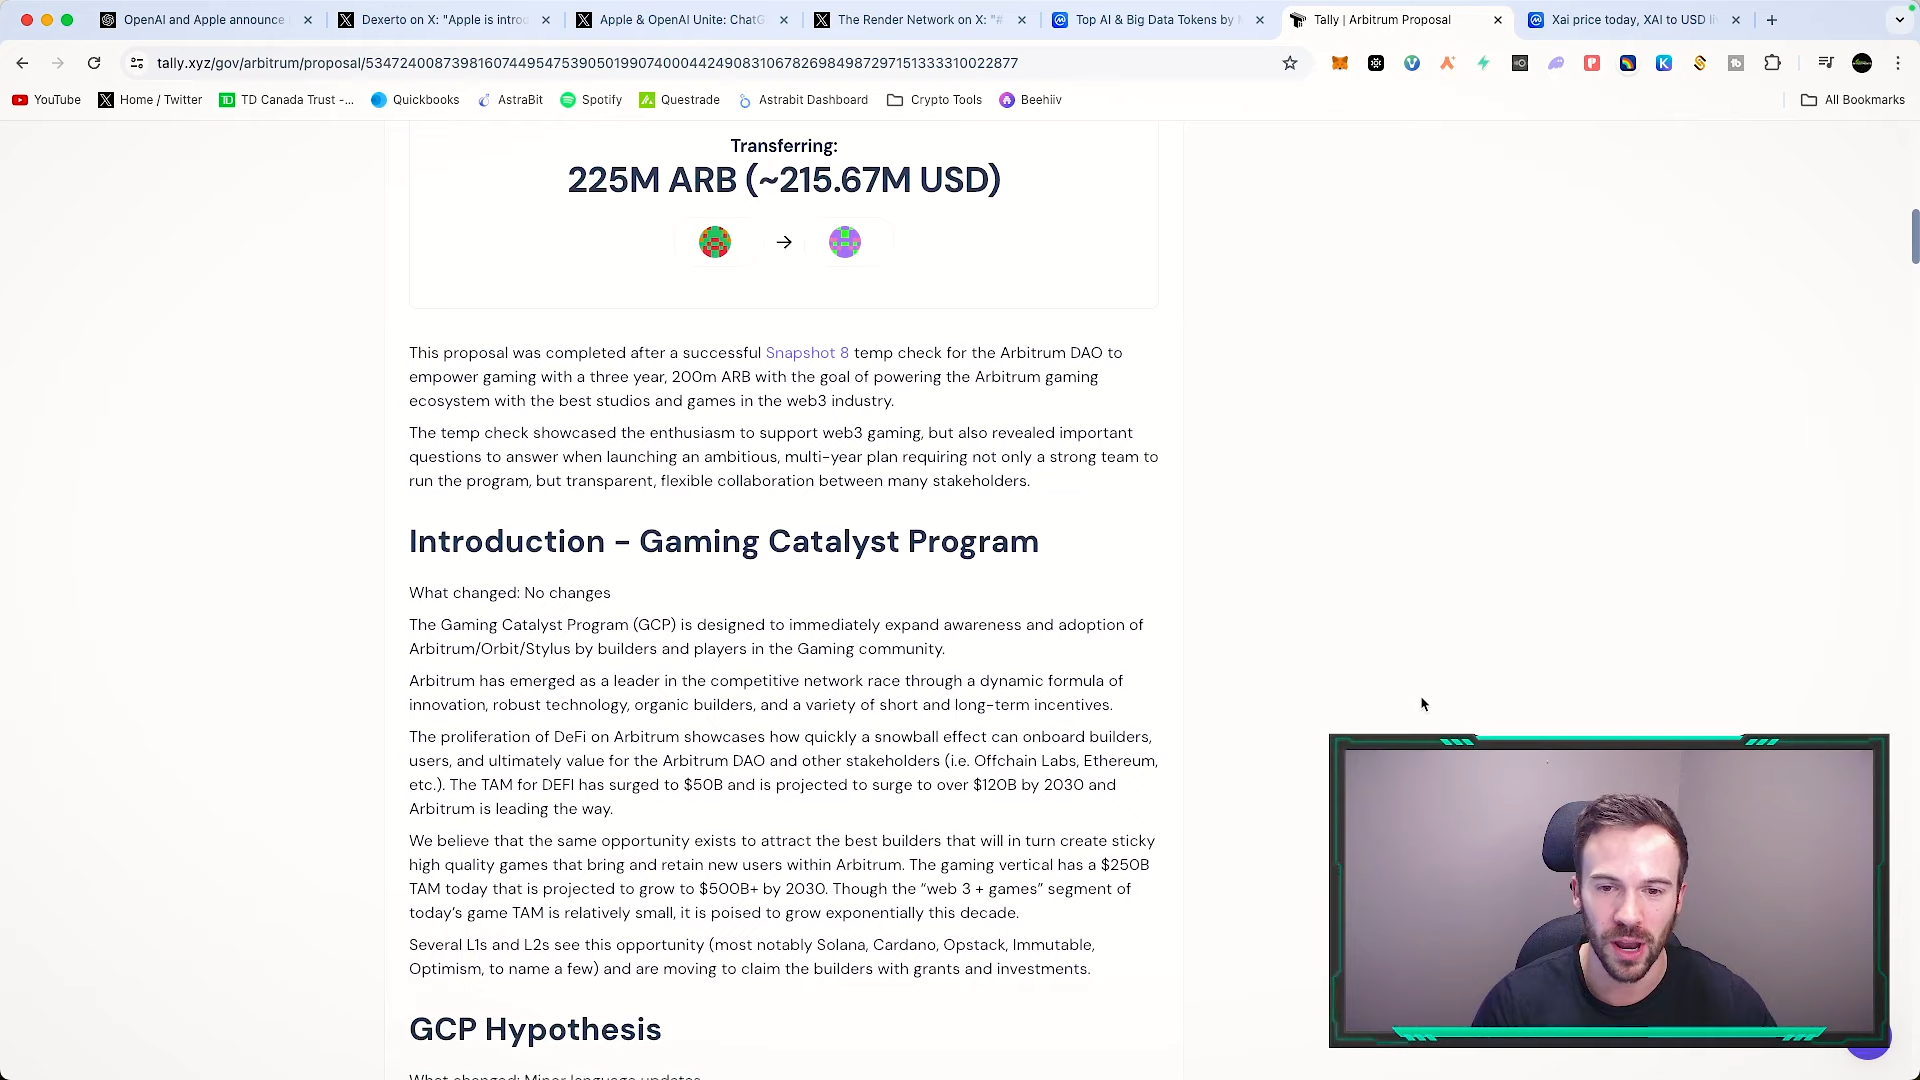 OpenAI and Apple announce
Dexerto on X: "Apple is intro
Apple & OpenAI Unite: ChatG
The Render Network on X: "#
Top AI & Big Data Tokens by
Tally | Arbitrum Proposal
Xai price today, XAI to USD li
tally.xyz/gov/arbitrum/proposal/53472400873981607449547539050199074000442490831067826984987297151333310022877
YouTube
Home / Twitter
TD Canada Trust -...
Quickbooks
AstraBit
Spotify
Questrade
Astrabit Dashboard
Crypto Tools
Beehiiv
All Bookmarks
Transferring:
225M ARB (~215.67M USD)
This proposal was completed after a successful Snapshot 8 temp check for the Arbitrum DAO to
empower gaming with a three year, 200m ARB with the goal of powering the Arbitrum gaming
ecosystem with the best studios and games in the web3 industry.
The temp check showcased the enthusiasm to support web3 gaming, but also revealed important
questions to answer when launching an ambitious, multi-year plan requiring not only a strong team to
run the program, but transparent, flexible collaboration between many stakeholders.
Introduction - Gaming Catalyst Program
What changed: No changes
The Gaming Catalyst Program (GCP) is designed to immediately expand awareness and adoption of
Arbitrum/Orbit/Stylus by builders and players in the Gaming community.
Arbitrum has emerged as a leader in the competitive network race through a dynamic formula of
innovation, robust technology, organic builders, and a variety of short and long-term incentives.
The proliferation of DeFi on Arbitrum showcases how quickly a snowball effect can onboard builders,
users, and ultimately value for the Arbitrum DAO and other stakeholders (i.e. Offchain Labs, Ethereum,
etc.). The TAM for DEFI has surged to $50B and is projected to surge to over $120B by 2030 and
Arbitrum is leading the way.
We believe that the same opportunity exists to attract the best builders that will in turn create sticky
high quality games that bring and retain new users within Arbitrum. The gaming vertical has a $250B
TAM today that is projected to grow to $500B+ by 2030. Though the “web 3 + games” segment of
today’s game TAM is relatively small, it is poised to grow exponentially this decade.
Several L1s and L2s see this opportunity (most notably Solana, Cardano, Opstack, Immutable,
Optimism, to name a few) and are moving to claim the builders with grants and investments.
GCP Hypothesis
What changed: Minor language updates